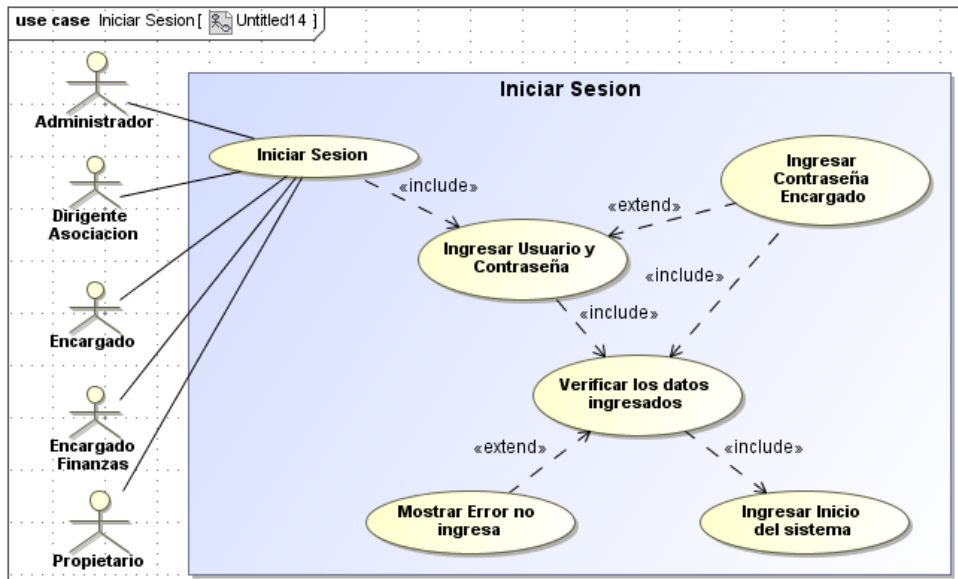 use case Iniciar Sesion [ Untitled14 ]
Iniciar Sesion
Administrador
Iniciar Sesion
Ingresar
Contraseña
Encargado
«include»
«extend»
Dirigente
Asociacion
Ingresar Usuario y
Contraseña
«include»
«include»
Encargado
Verificar los datos
ingresados
«extend»
«include»
Encargado
Finanzas
Mostrar Error no
ingresa
Ingresar Inicio
del sistema
Propietario